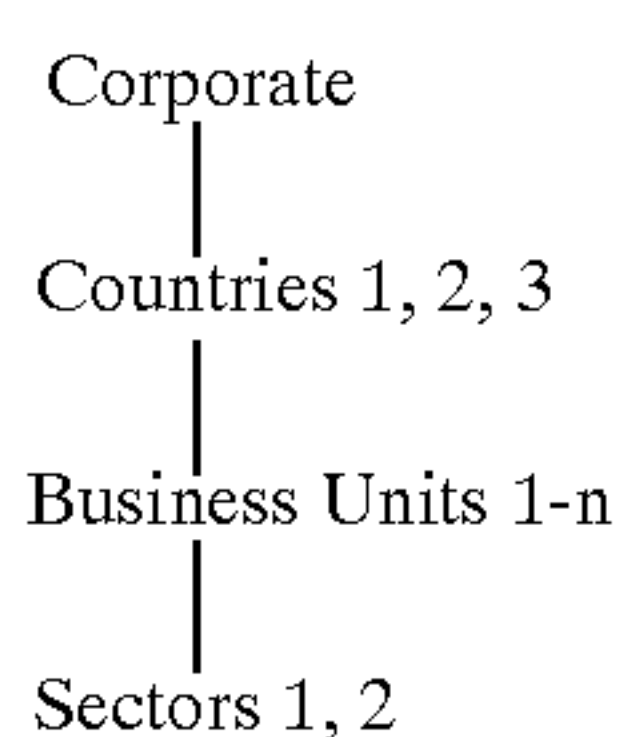 Corporate
Countries 1, 2, 3
Business Units 1-n
Sectors 1, 2